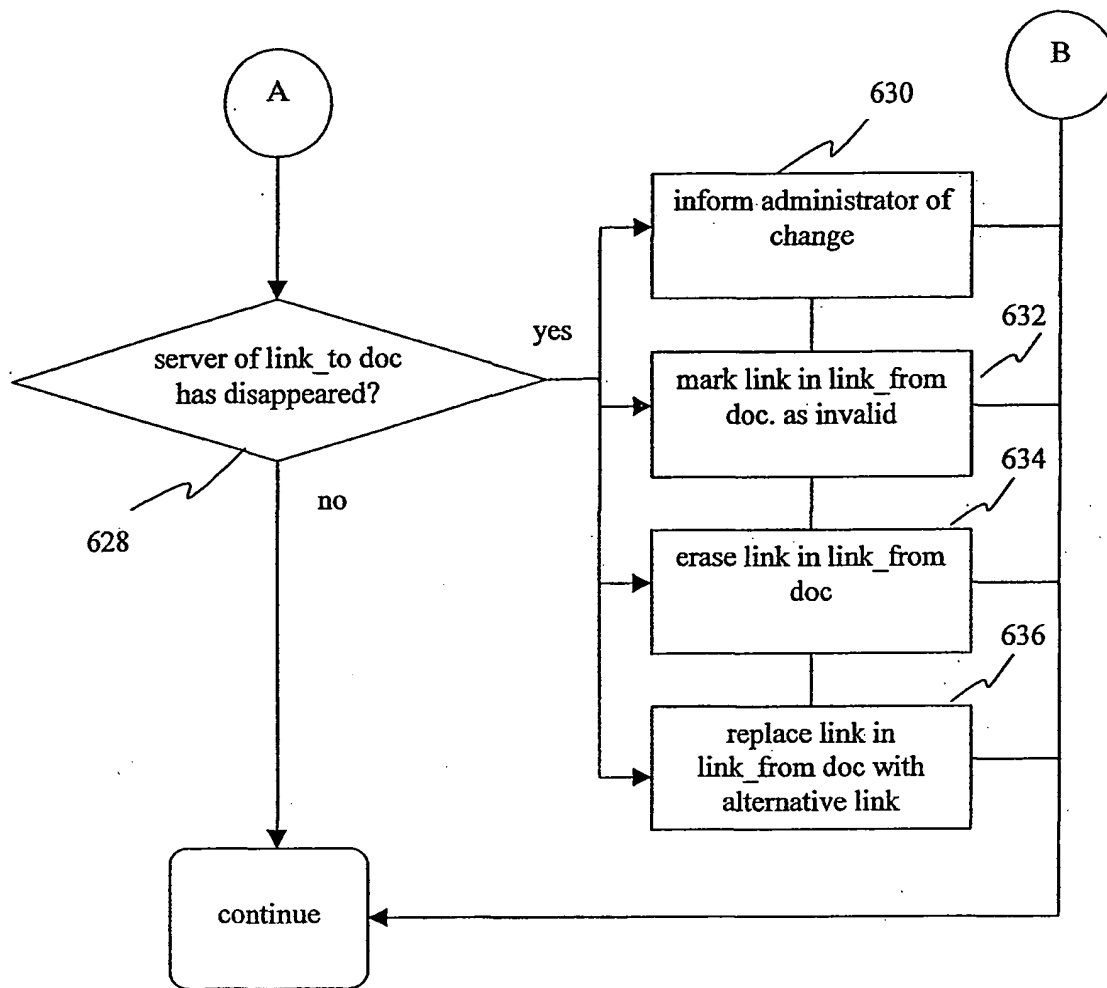 A
B
630
inform administrator of
change
server of link_to doc
has disappeared?
yes
632
mark link in link_from
doc. as invalid
628
no
634
erase link in link_from
doc
636
replace link in
link_from doc with
alternative link
continue